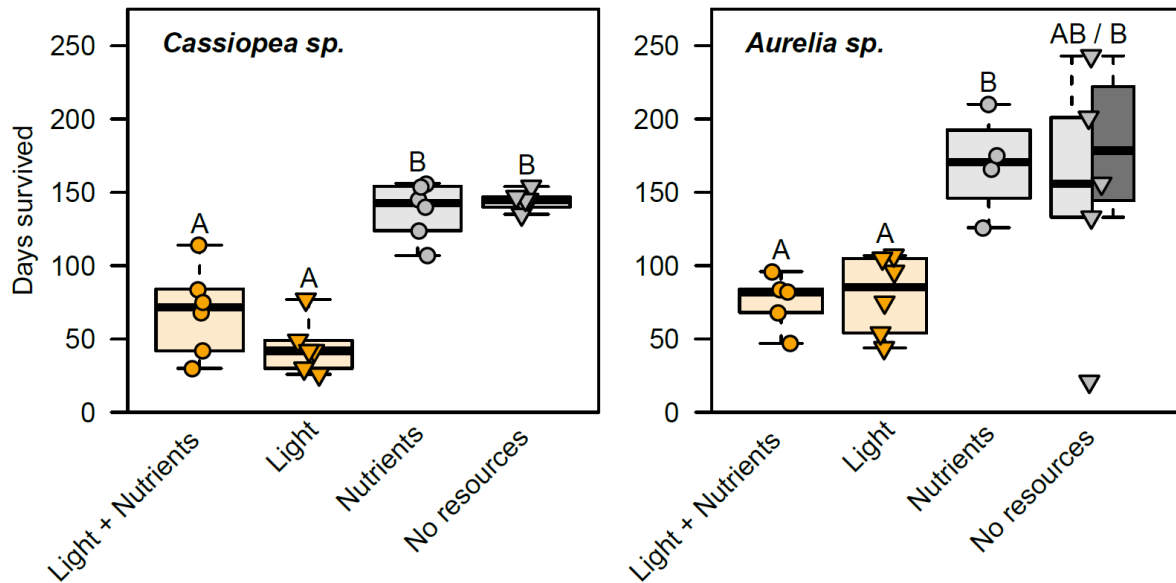 Days survived
Cassiopea sp.
250
200
150
100
50
0
A
A
B
B
Light + Nutrients
Light
Nutrients
No resources
Aurelia sp.
250
200
150
100
50
0
A
A
B
AB / B
Light + Nutrients
Light
Nutrients
No resources